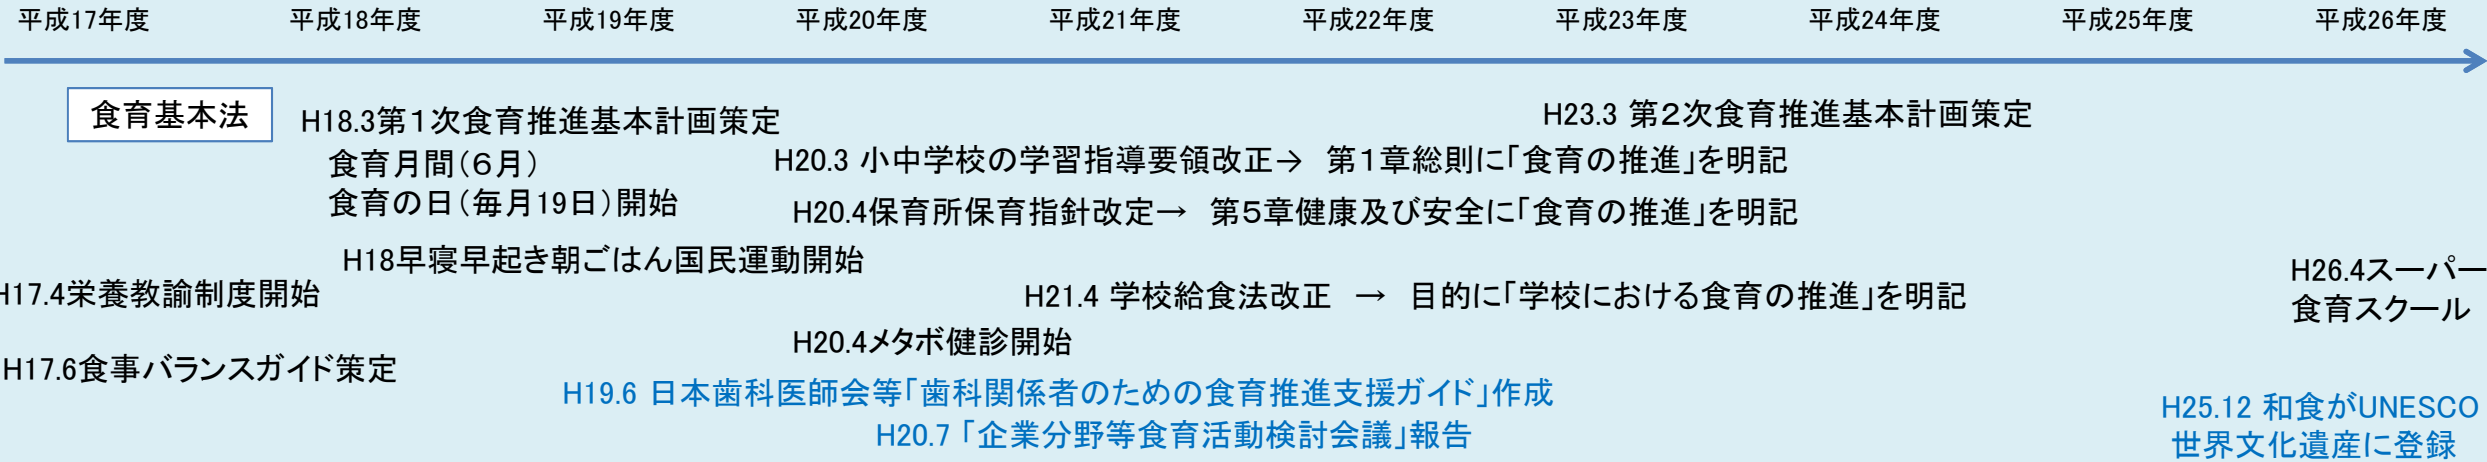 平成17年度 平成18年度 平成19年度 平成20年度 平成21年度 平成22年度 平成23年度 平成24年度 平成25年度 平成26年度
食育基本法
H18.3第1次食育推進基本計画策定
食育月間(6月)
食育の日(毎月19日)開始
H23.3 第2次食育推進基本計画策定
H20.3 小中学校の学習指導要領改正→ 第1章総則に「食育の推進」を明記
H20.4保育所保育指針改定→ 第5章健康及び安全に「食育の推進」を明記
H18早寝早起き朝ごはん国民運動開始
H17.4栄養教諭制度開始
H21.4 学校給食法改正 → 目的に「学校における食育の推進」を明記
H26.4スーパー
食育スクール
H20.4メタボ健診開始
H17.6食事バランスガイド策定
H19.6 日本歯科医師会等「歯科関係者のための食育推進支援ガイド」作成
H20.7 「企業分野等食育活動検討会議」報告
H25.12 和食がUNESCO
世界文化遺産に登録